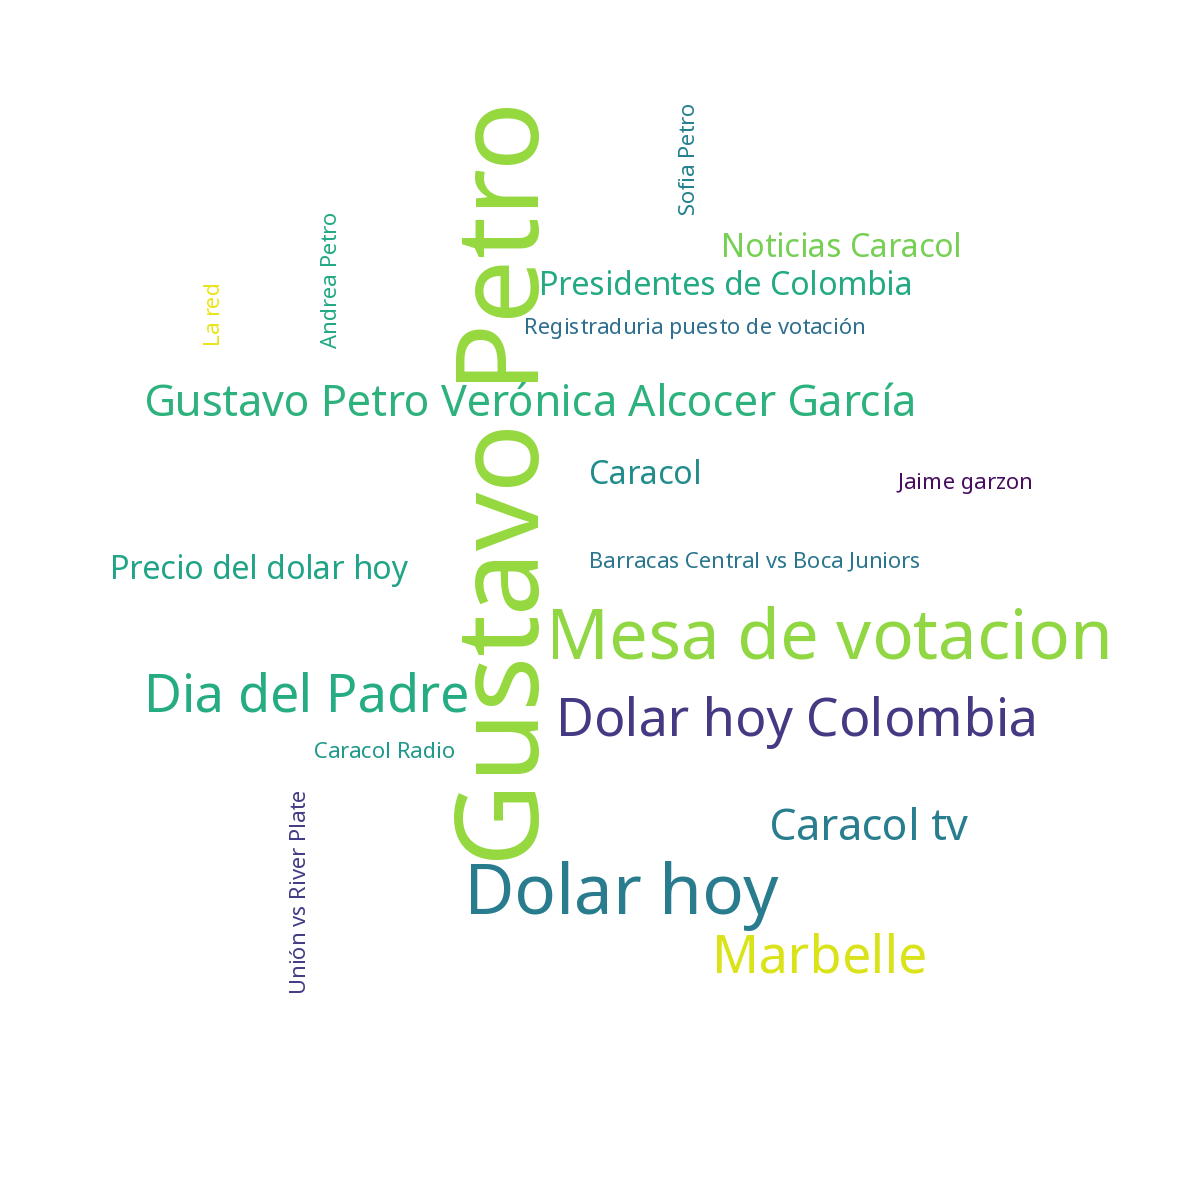 Gustavo Petro
Sofia Petro
Noticias Caracol
Andrea Petro
Presidentes de Colombia
La red
Registraduria puesto de votación
Gustavo Petro Verónica Alcocer García
Caracol
Jaime garzon
Barracas Central vs Boca Juniors
Precio del dolar hoy
Mesa de votacion
Dia del Padre
Dolar hoy Colombia
Caracol Radio
Unión vs River Plate
Caracol tv
Dolar hoy
Marbelle